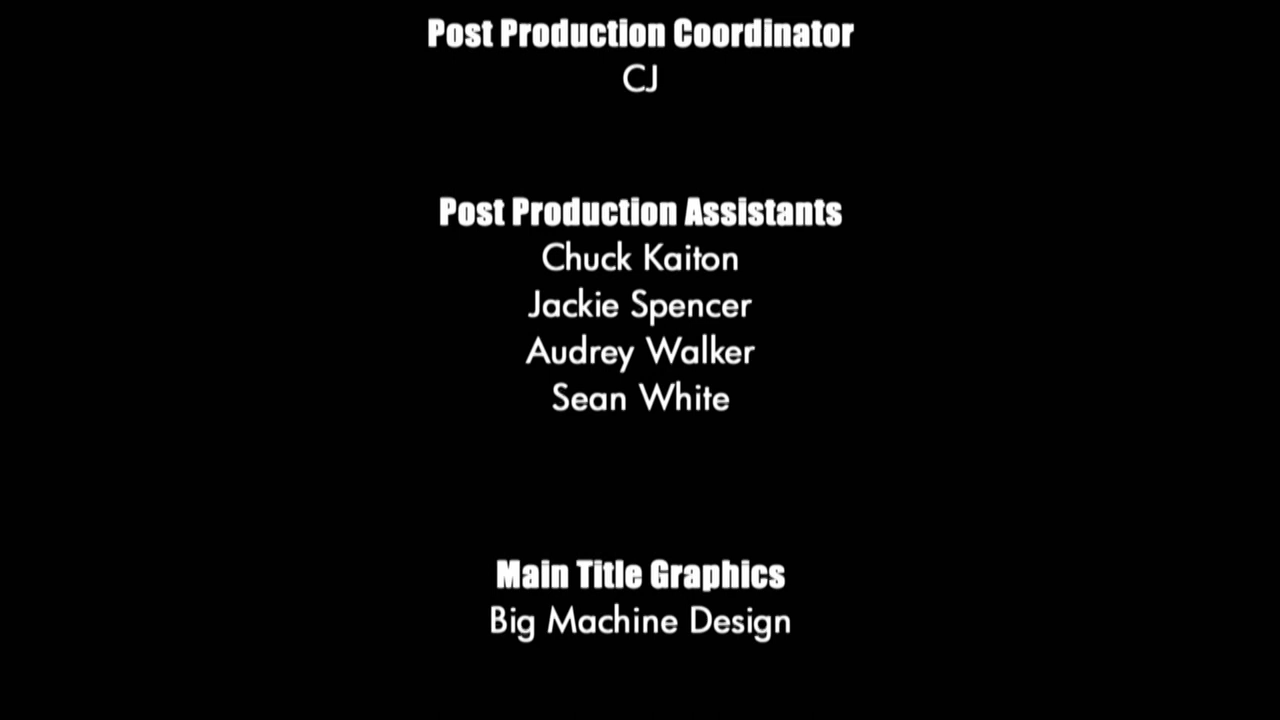 Post Production Coordinator
CJ
Post Production Assistants
Chuck Kaiton
Jackie Spencer
Audrey Walker
Sean White
Main Title Graphics
Big Machine Design